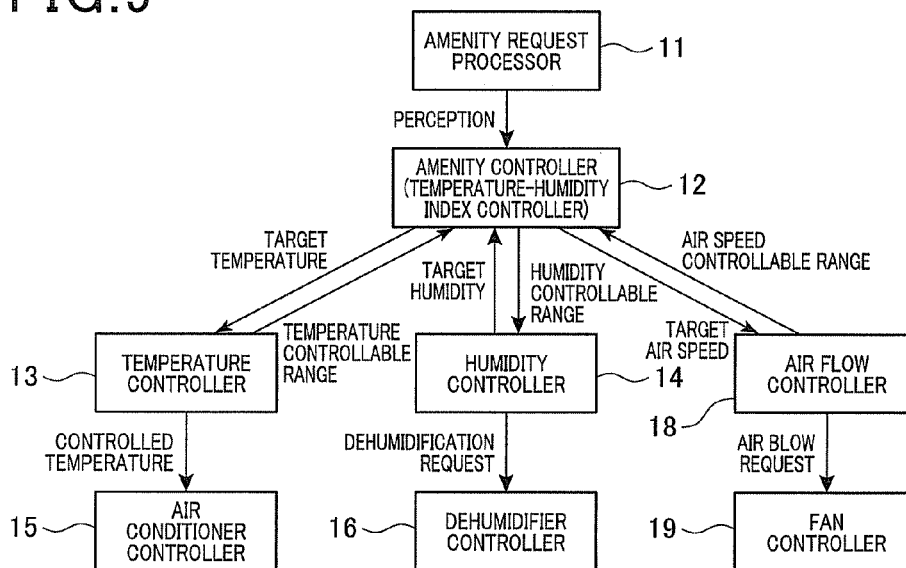 AMENITY REQUEST
PROCESSOR
11
PERCEPTION
AMENITY CONTROLLER
(TEMPERATURE-HUMIDITY
INDEX CONTROLLER)
12
TARGET
TEMPERATURE
TEMPERATURE
CONTROLLABLE
RANGE
TARGET
HUMIDITY
HUMIDITY
CONTROLLABLE
RANGE
AIR SPEED
CONTROLLABLE RANGE
TARGET
AIR SPEED
13
TEMPERATURE
CONTROLLER
HUMIDITY
CONTROLLER
14
AIR FLOW
CONTROLLER
18
CONTROLLED
TEMPERATURE
DEHUMIDIFICATION
REQUEST
AIR BLOW
REQUEST
15
AIR
CONDITIONER
CONTROLLER
16
DEHUMIDIFIER
CONTROLLER
19
FAN
CONTROLLER